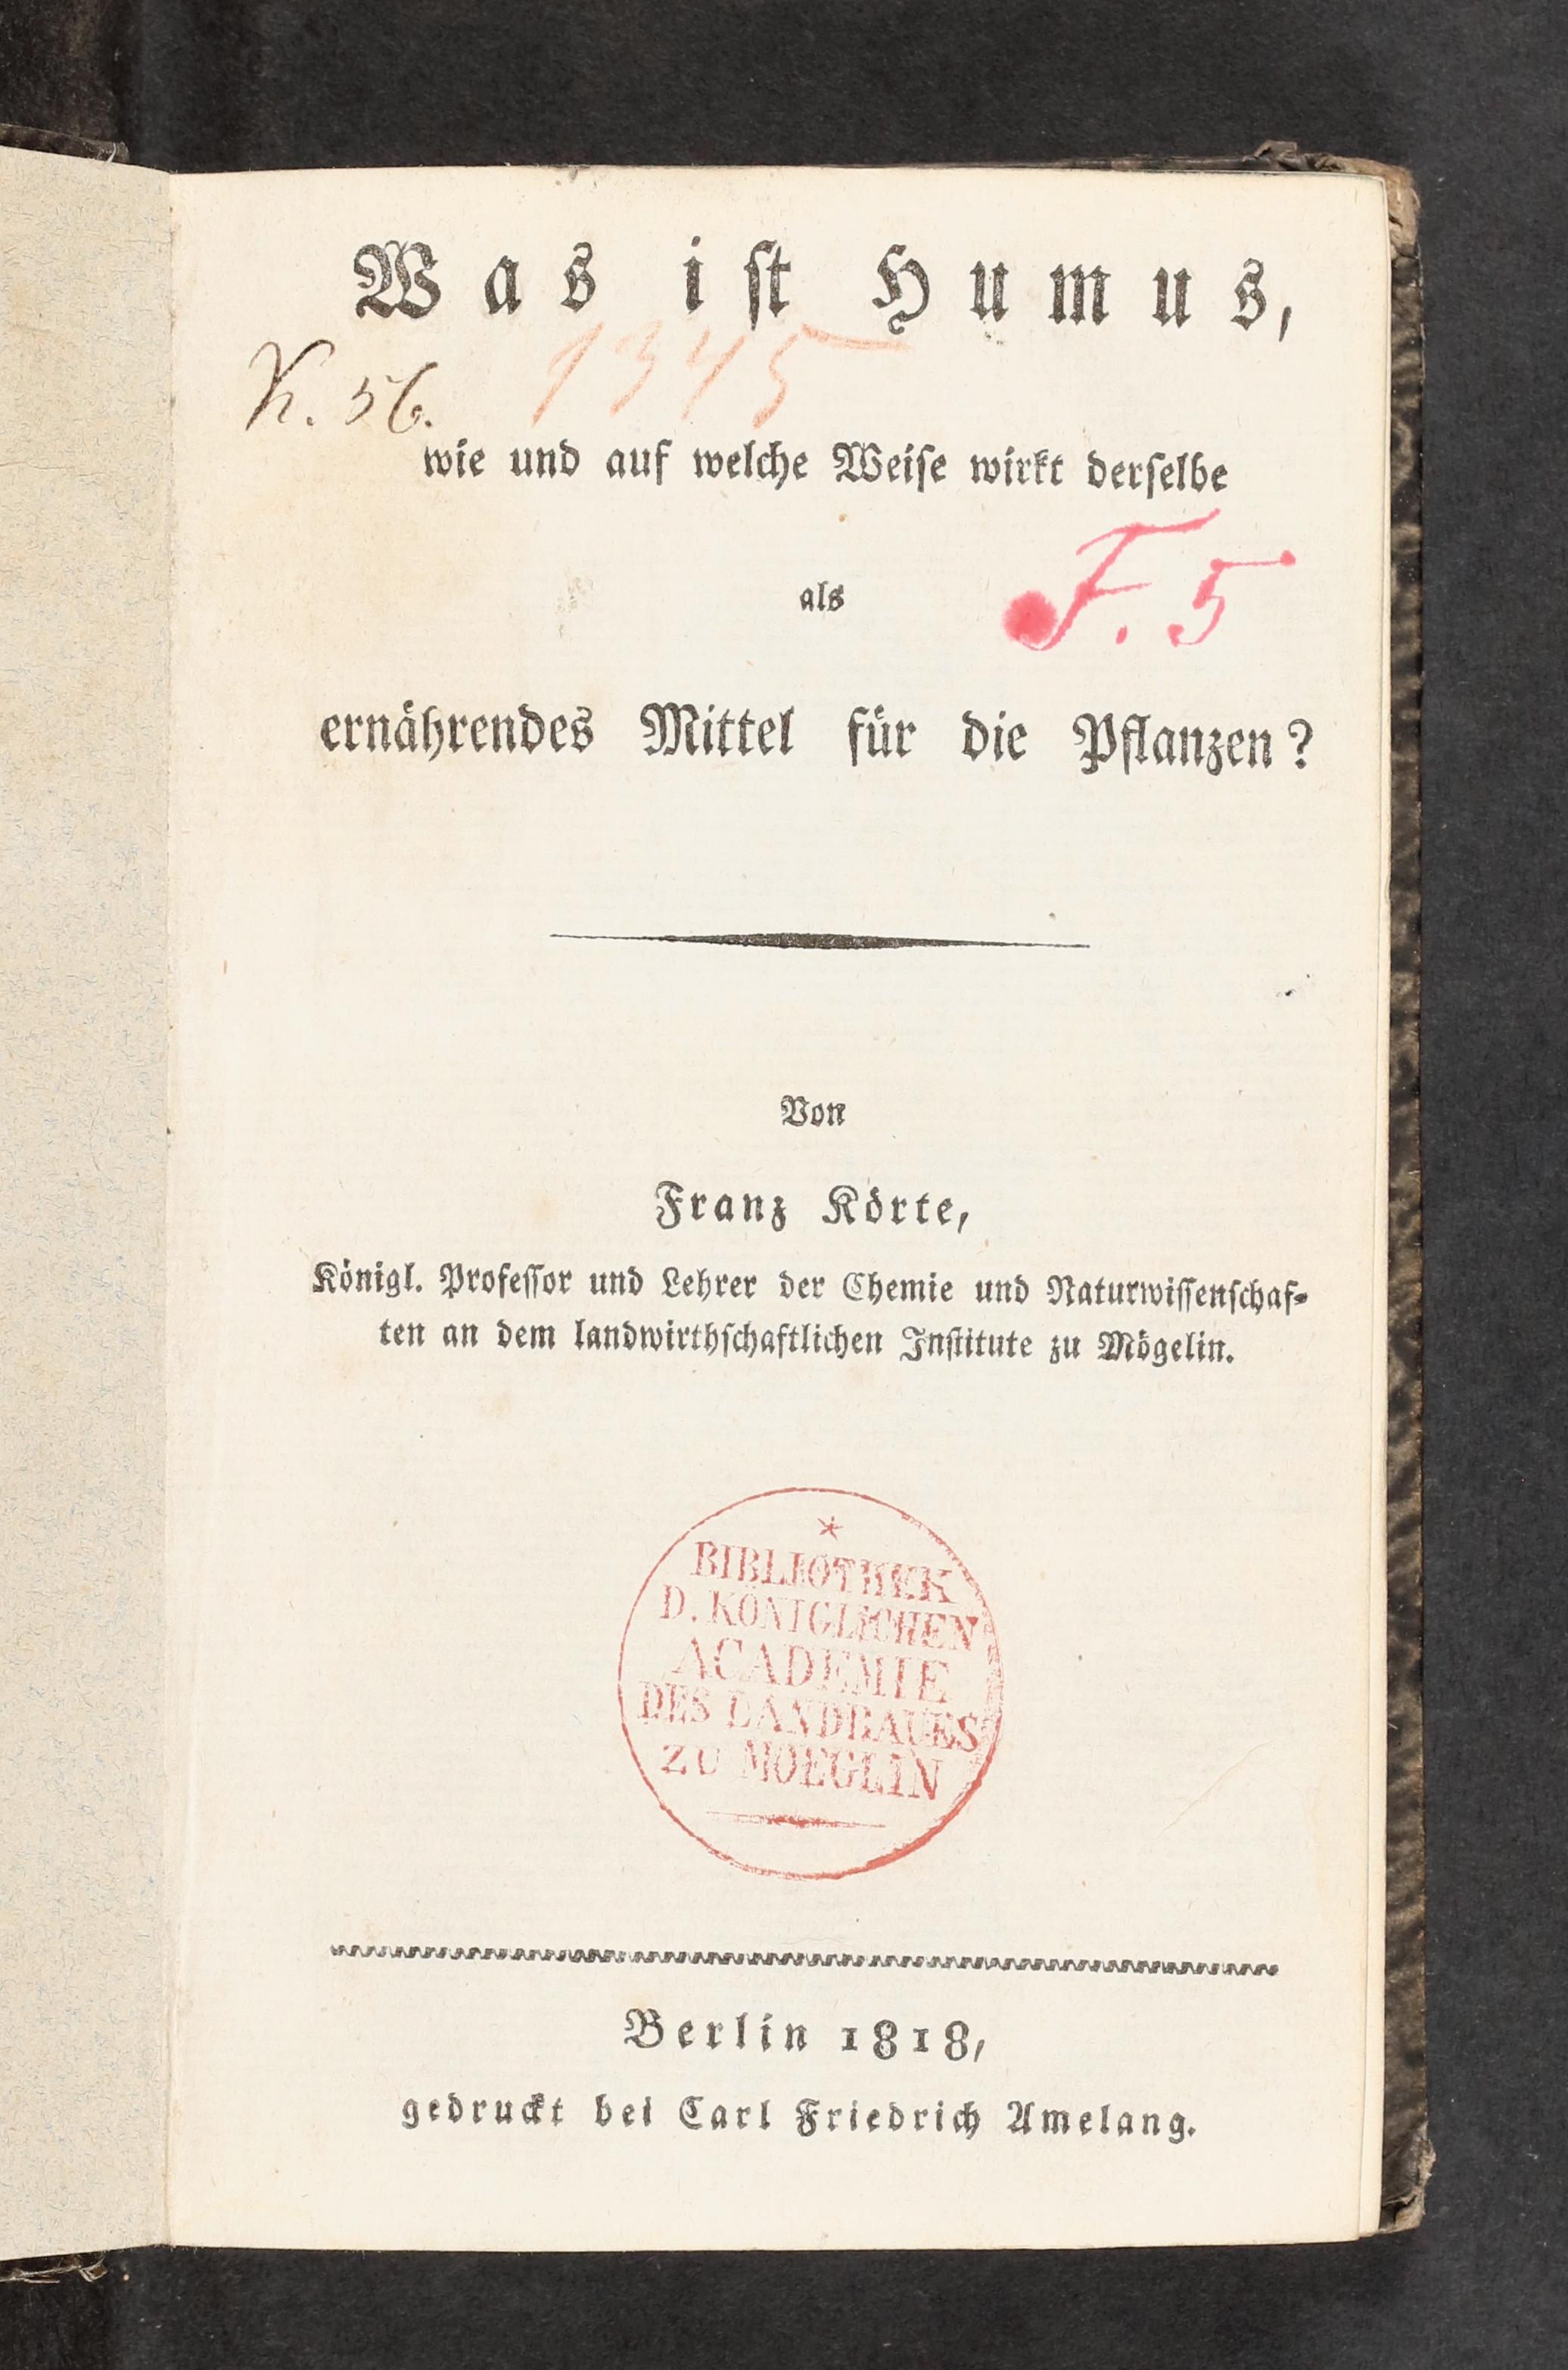 Was ist Humus,
1345
K. 56.
wie und auf welche Weise wirkt derselbe
als
F. 5
ernährendes Mittel für die Pflanzen?
Von
Franz Körte,
Königl. Professor und Lehrer der Chemie und Naturwissenschaf-
ten an dem landwirthschaftlichen Institute zu Mögelin.
*
BIBLIOTHEK
D. KÖNIGLICHEN
ACADEMIE
DES LANDBAUES
ZU MOEGLIN
Berlin 1818,
gedruckt bei Carl Friedrich Amelang.